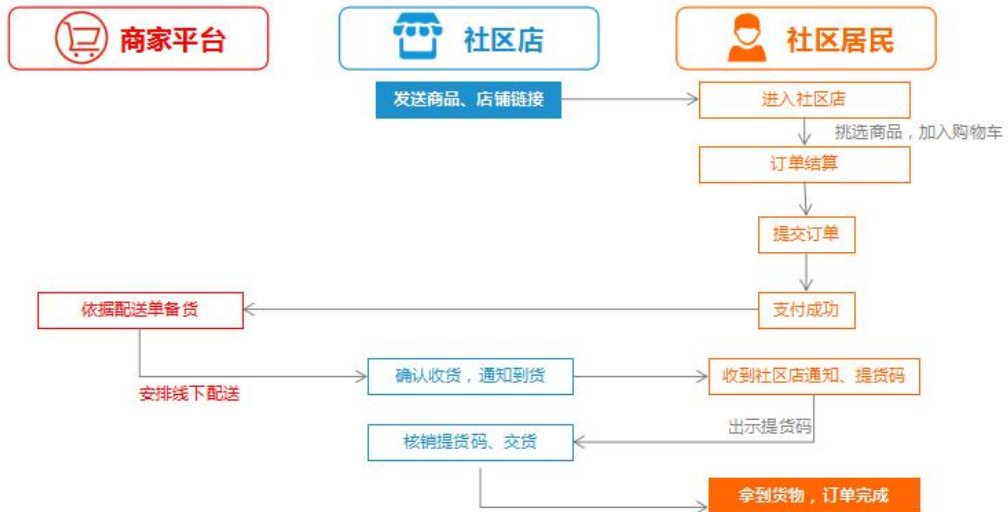 商家平台
社区店
社区居民
发送商品、店铺链接
进入社区店
挑选商品，加入购物车
订单结算
提交订单
依据配送单备货
支付成功
安排线下配送
确认收货，通知到货
收到社区店通知、提货码
出示提货码
核销提货码、交货
拿到货物，订单完成